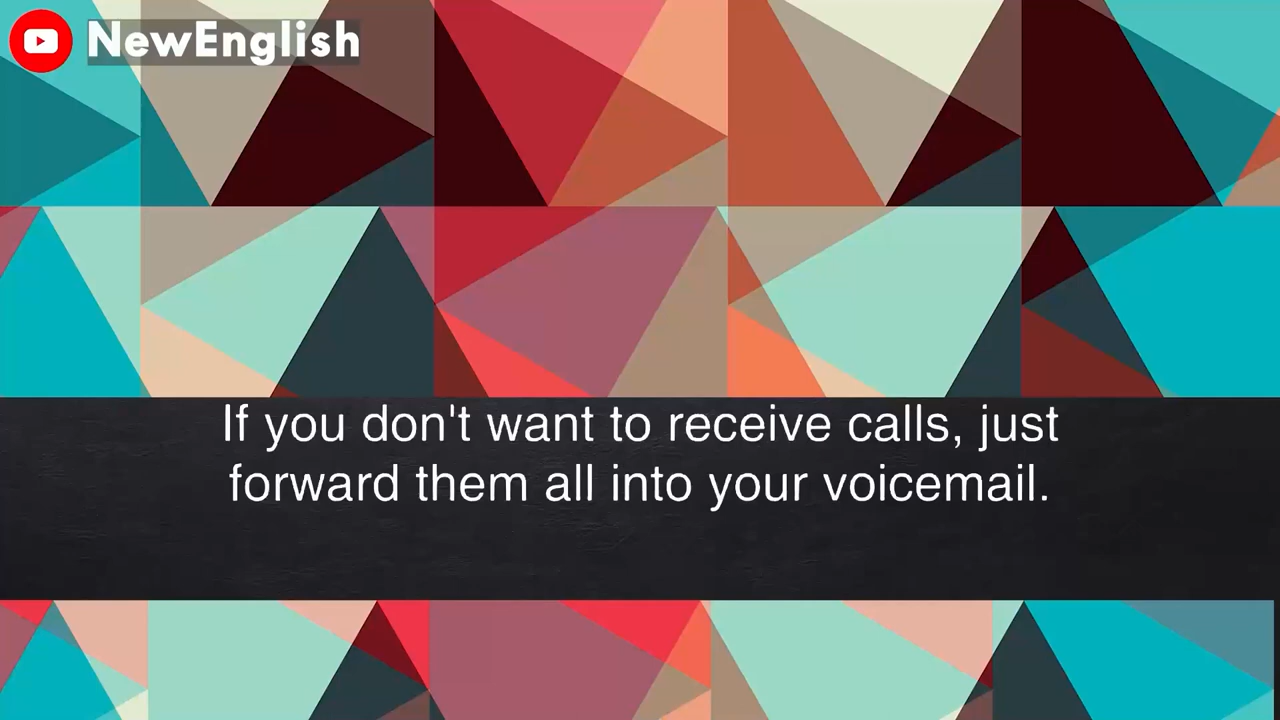 NewEnglish
If you don't want to receive calls, just
forward them all into your voicemail.